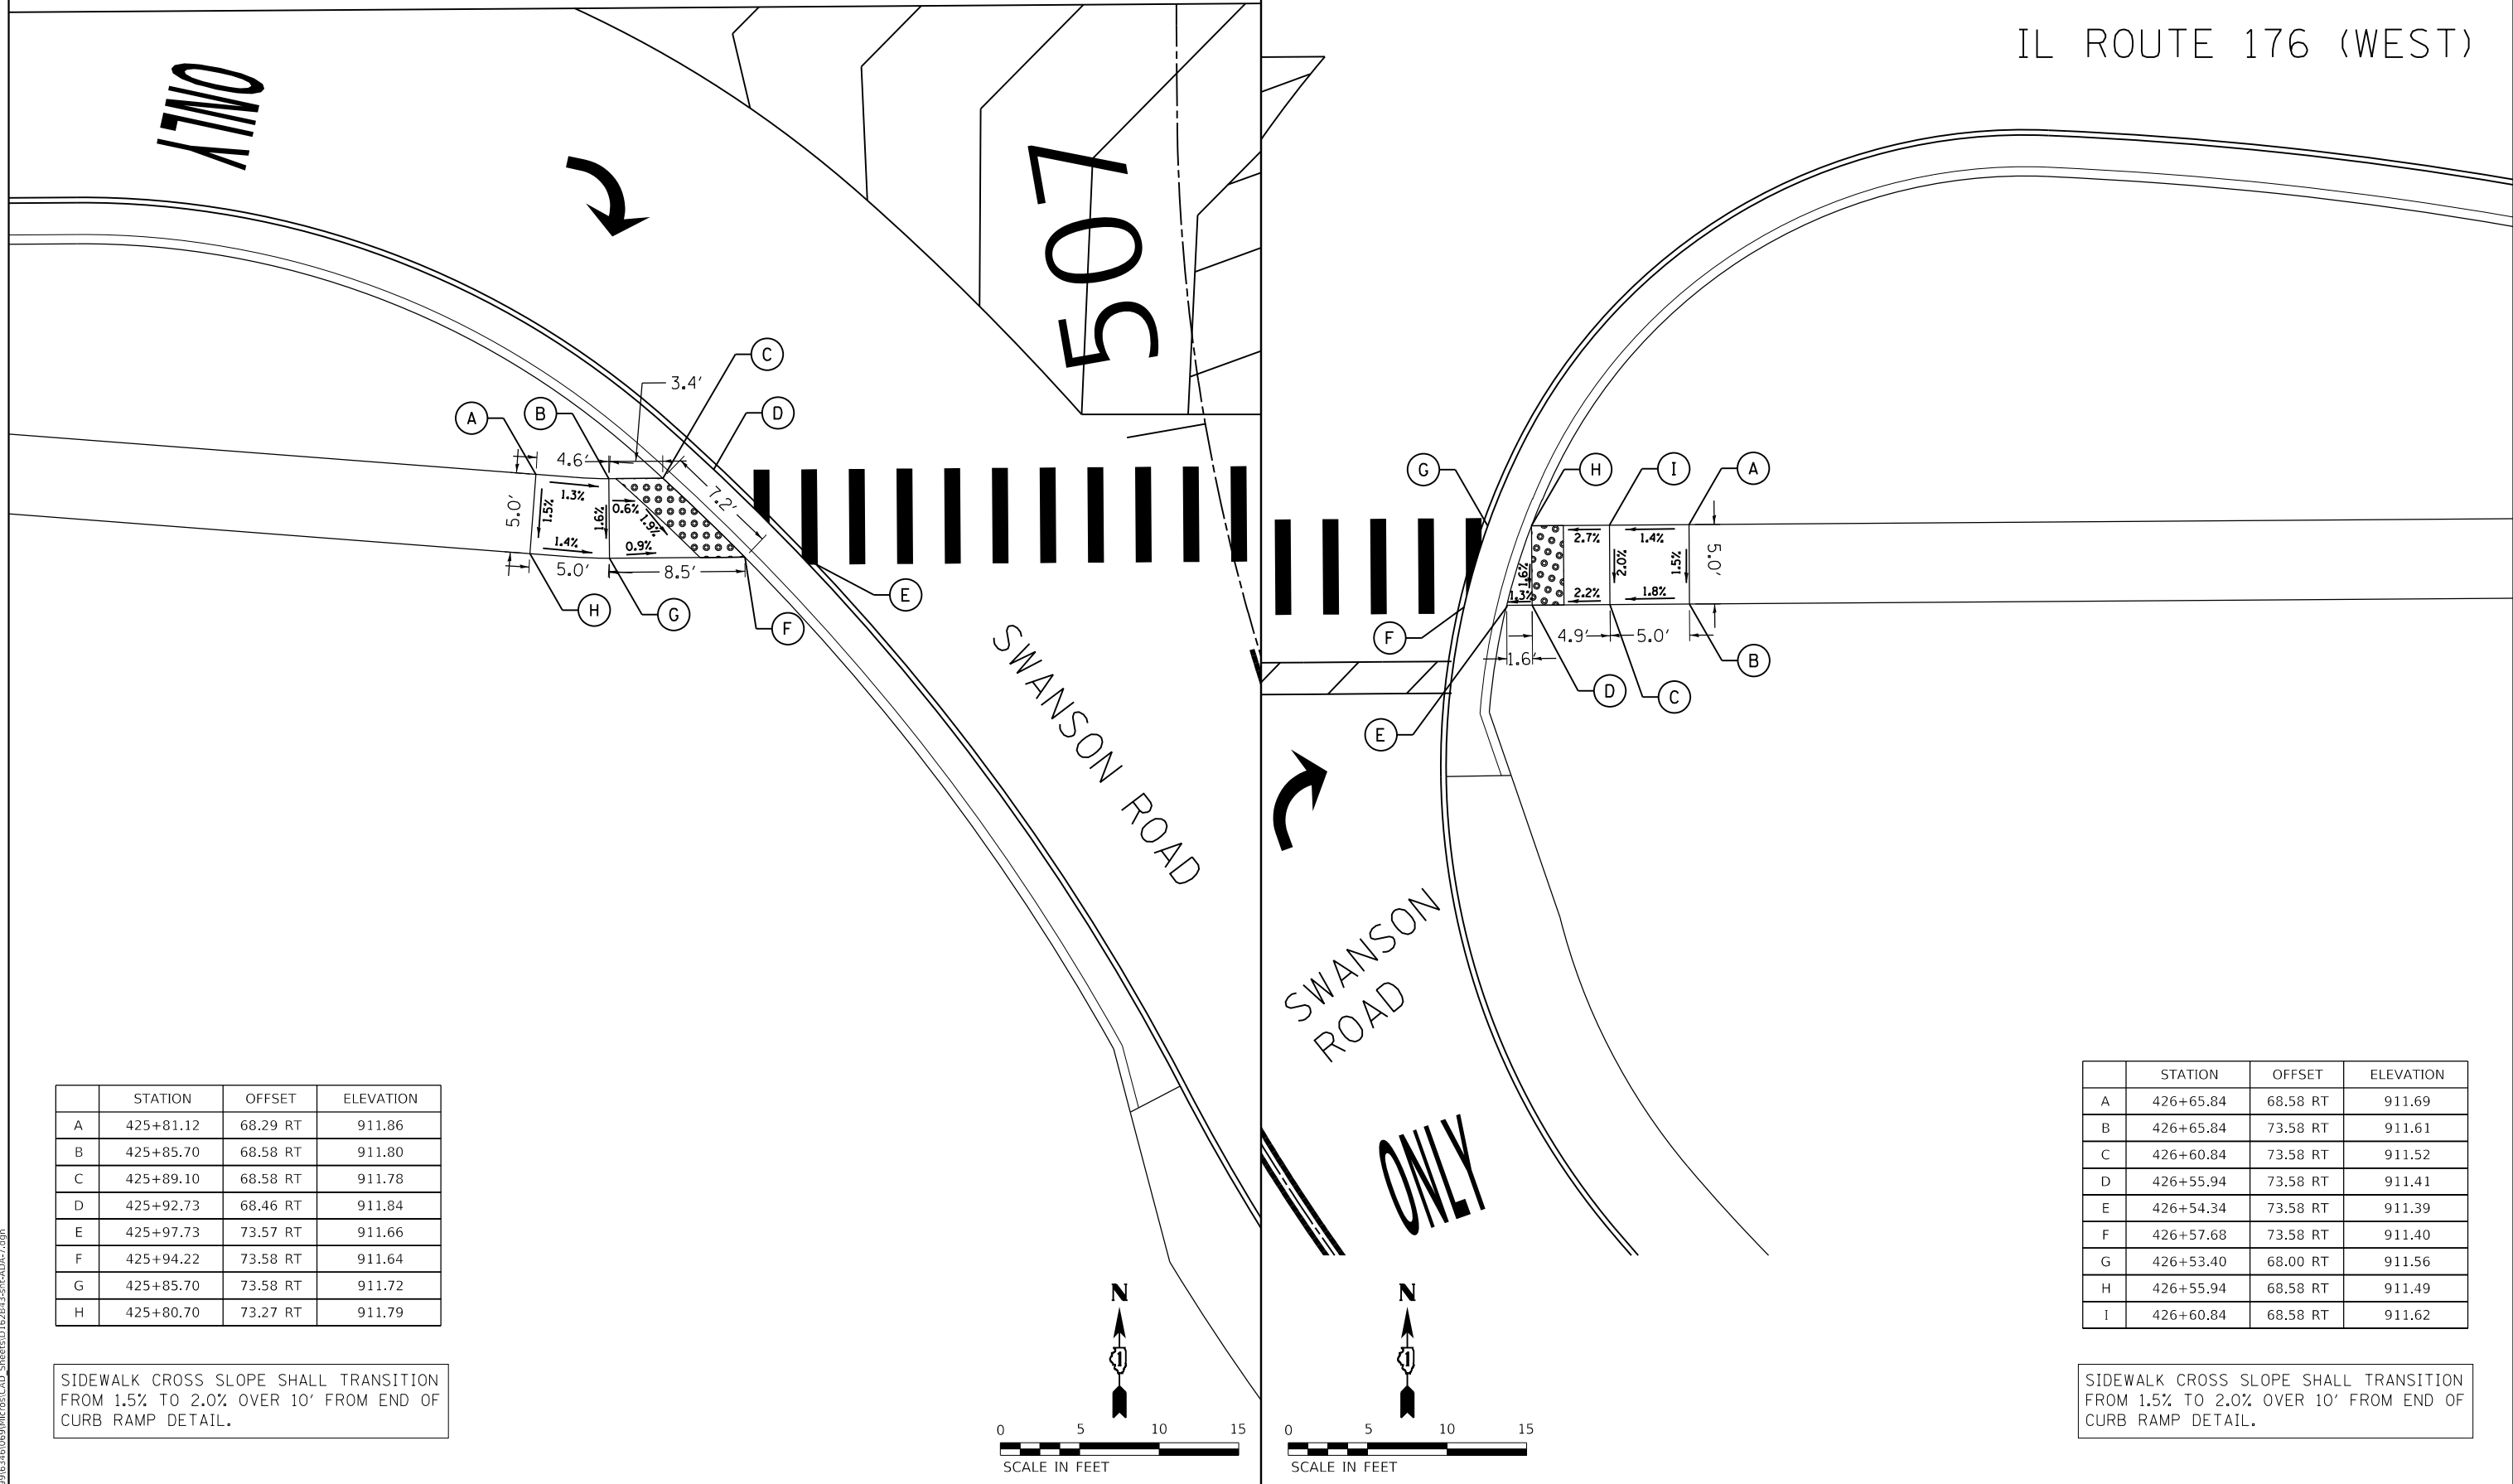 IL ROUTE 176 (WEST)
ONLY
507
C
3.4'
D
A
B
4.6'
7.2'
5.0'
1.3%
1.5%
1.6%
0.6%
1.9%
1.4%
0.9%
5.0'
8.5'
H
G
F
E
SWANSON ROAD
STATION OFFSET ELEVATION
A 425+81.12 68.29 RT 911.86
B 425+85.70 68.58 RT 911.80
C 425+89.10 68.58 RT 911.78
D 425+92.73 68.46 RT 911.84
E 425+97.73 73.57 RT 911.66
F 425+94.22 73.58 RT 911.64
G 425+85.70 73.58 RT 911.72
H 425+80.70 73.27 RT 911.79
SIDEWALK CROSS SLOPE SHALL TRANSITION
FROM 1.5% TO 2.0% OVER 10' FROM END OF
CURB RAMP DETAIL.
N
1
0 5 10 15
SCALE IN FEET
G
H
I
A
2.7%
1.4%
2.0%
1.5%
5.0'
1.6%
1.3%
2.2%
1.8%
F
4.9'
5.0'
1.6'
B
D
C
E
SWANSON
ROAD
ONLY
N
1
0 5 10 15
SCALE IN FEET
STATION OFFSET ELEVATION
A 426+65.84 68.58 RT 911.69
B 426+65.84 73.58 RT 911.61
C 426+60.84 73.58 RT 911.52
D 426+55.94 73.58 RT 911.41
E 426+54.34 73.58 RT 911.39
F 426+57.68 73.58 RT 911.40
G 426+53.40 68.00 RT 911.56
H 426+55.94 68.58 RT 911.49
I 426+60.84 68.58 RT 911.62
SIDEWALK CROSS SLOPE SHALL TRANSITION
FROM 1.5% TO 2.0% OVER 10' FROM END OF
CURB RAMP DETAIL.